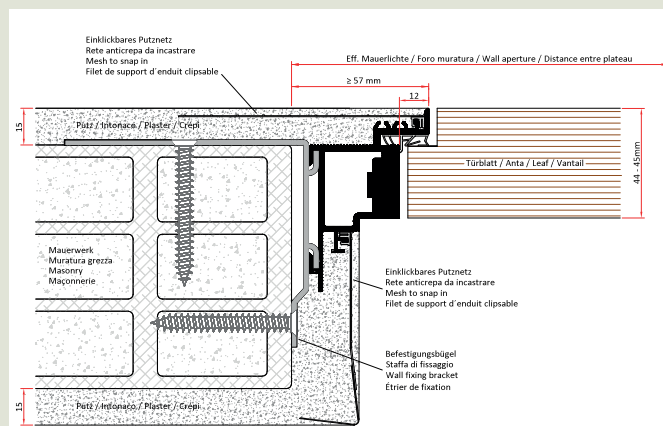 Einklickbares Putznetz
Rete anticrepa da incastrare
Mesh to snap in
Filet de support d´enduit clipsable
Eff. Mauerlichte / Foro muratura / Wall aperture / Distance entre plateau
≥ 57 mm
12
15
Putz / Intonaco / Plaster / Crépi
44 - 45mm
Türblatt / Anta / Leaf / Vantail
Mauerwerk
Muratura grezza
Masonry
Maçonnerie
Einklickbares Putznetz
Rete anticrepa da incastrare
Mesh to snap in
Filet de support d´enduit clipsable
Befestigungsbügel
Staffa di fissaggio
Wall fixing bracket
Étrier de fixation
15
Putz / Intonaco / Plaster / Crépi